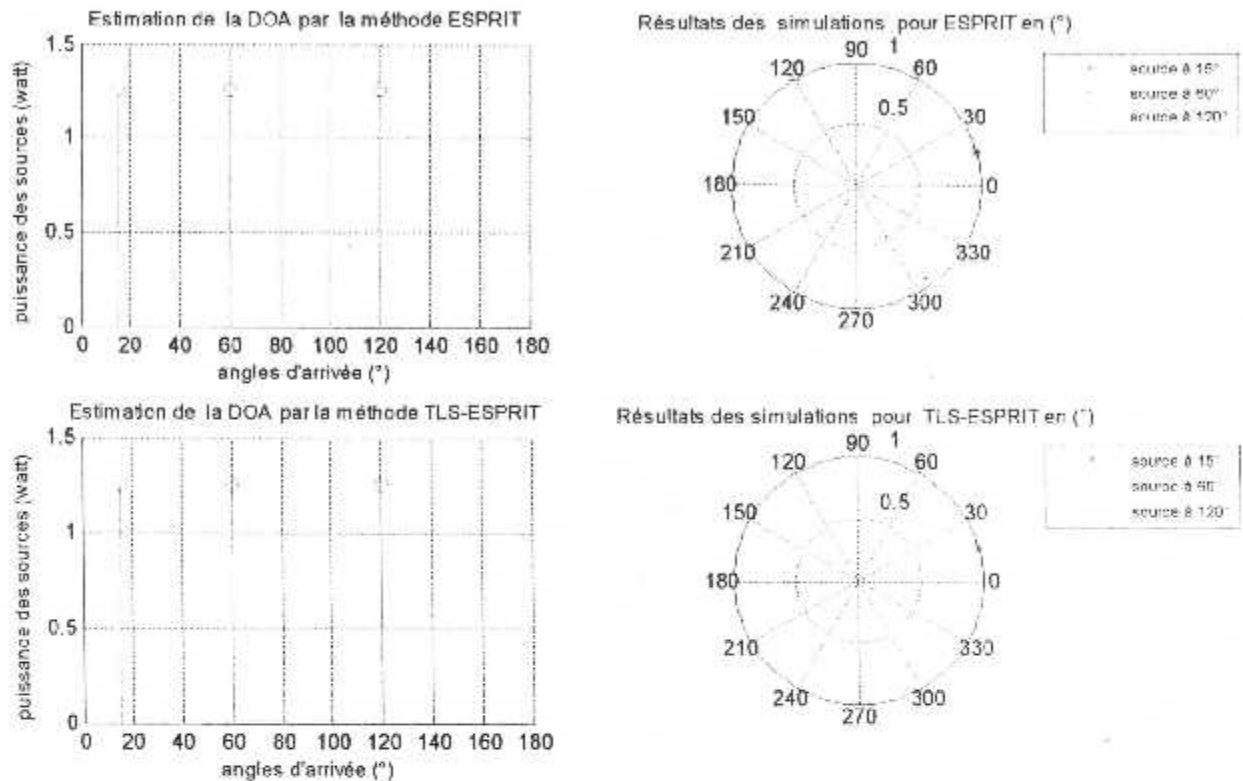 Estimation de la DOA par la méthode ESPRIT
puissance des sources (watt)
1.5
1
0.5
0
0 20 40 60 80 100 120 140 160 180
angles d'arrivée (°)
Résultats des simulations pour ESPRIT en (°)
90
1
120
60
0.5
150
30
180
0
210
330
240
300
270
source à 15°
source à 60°
source à 120°
Estimation de la DOA par la méthode TLS-ESPRIT
puissance des sources (watt)
1.5
1
0.5
0
0 20 40 60 80 100 120 140 160 180
angles d'arrivée (°)
Résultats des simulations pour TLS-ESPRIT en (°)
90
1
120
60
0.5
150
30
180
0
210
330
240
300
270
source à 15°
source à 60
source à 120